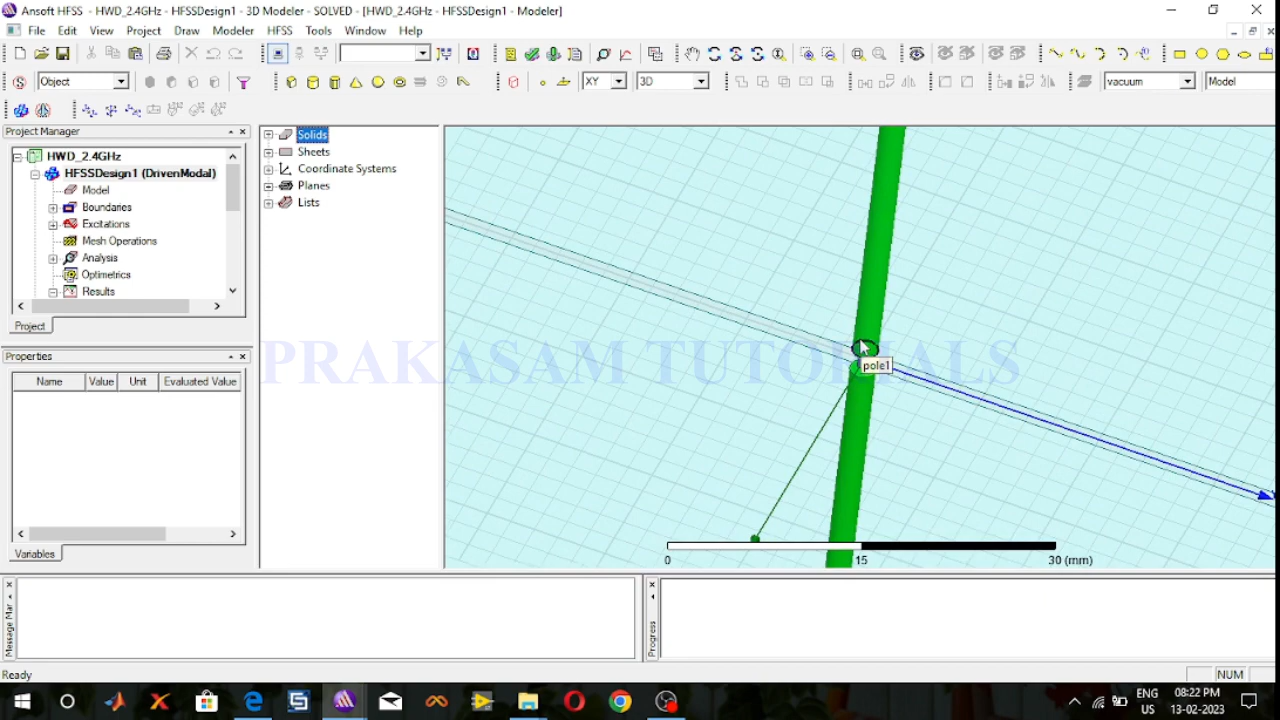 Ansoft HFSS - HWD_2.4GHz - HFSSDesign1 - 3D Modeler - SOLVED - [HWD_2.4GHz - HFSSDesign1 - Modeler]
File Edit View Project Draw Modeler HFSS Tools Window Help
Object XY 3D vacuum Model
Project Manager
HWD_2.4GHz
HFSSDesign1 (DrivenModal)
Model
Boundaries
Excitations
Mesh Operations
Analysis
Optimetrics
Results
Project
Solids
Sheets
Coordinate Systems
Planes
Lists
Properties
Name Value Unit Evaluated Value
Variables
PRAKASAM TUTORIALS
pole1
0 15 30 (mm)
Message Mar
Progress
Ready
NUM
ENG
US
08:22 PM
13-02-2023